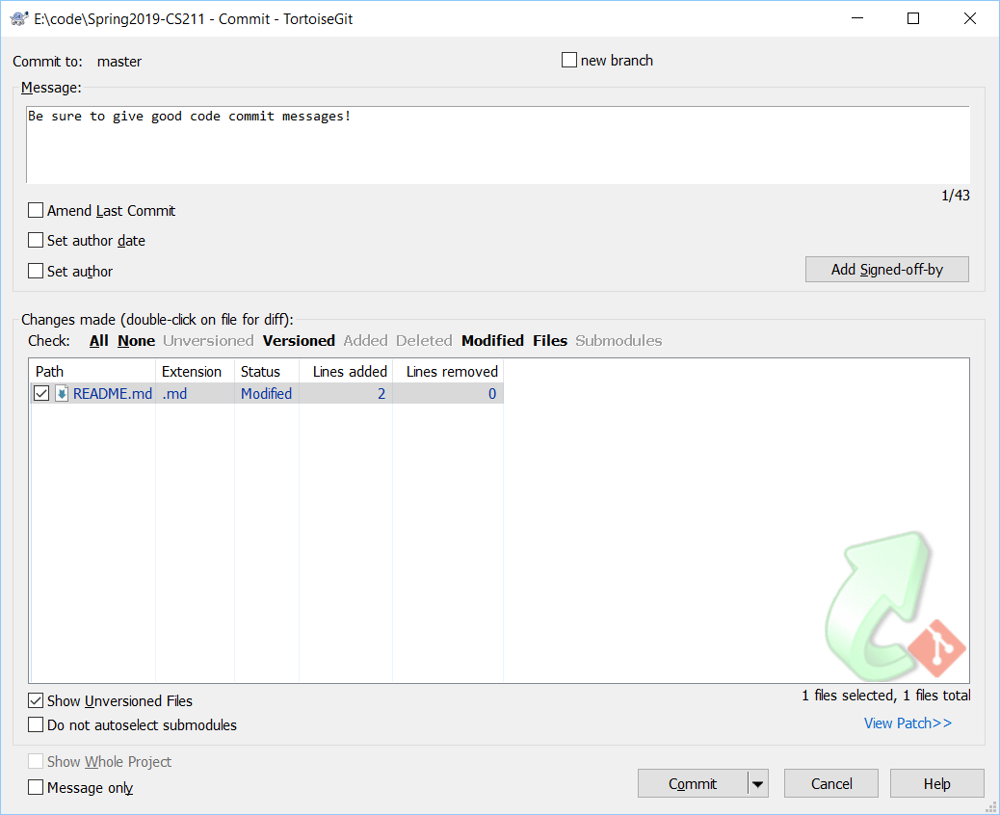 E:\code\Spring2019-CS211 - Commit - TortoiseGit
Commit to: master
new branch
Message:
Be sure to give good code commit messages!
1/43
Amend Last Commit
Set author date
Set author
Add Signed-off-by
Changes made (double-click on file for diff):
Check: All None Unversioned Versioned Added Deleted Modified Files Submodules
Path Extension Status Lines added Lines removed
README.md .md Modified 2 0
Show Unversioned Files
1 files selected, 1 files total
Do not autoselect submodules
View Patch>>
Show Whole Project
Message only
Commit Cancel Help